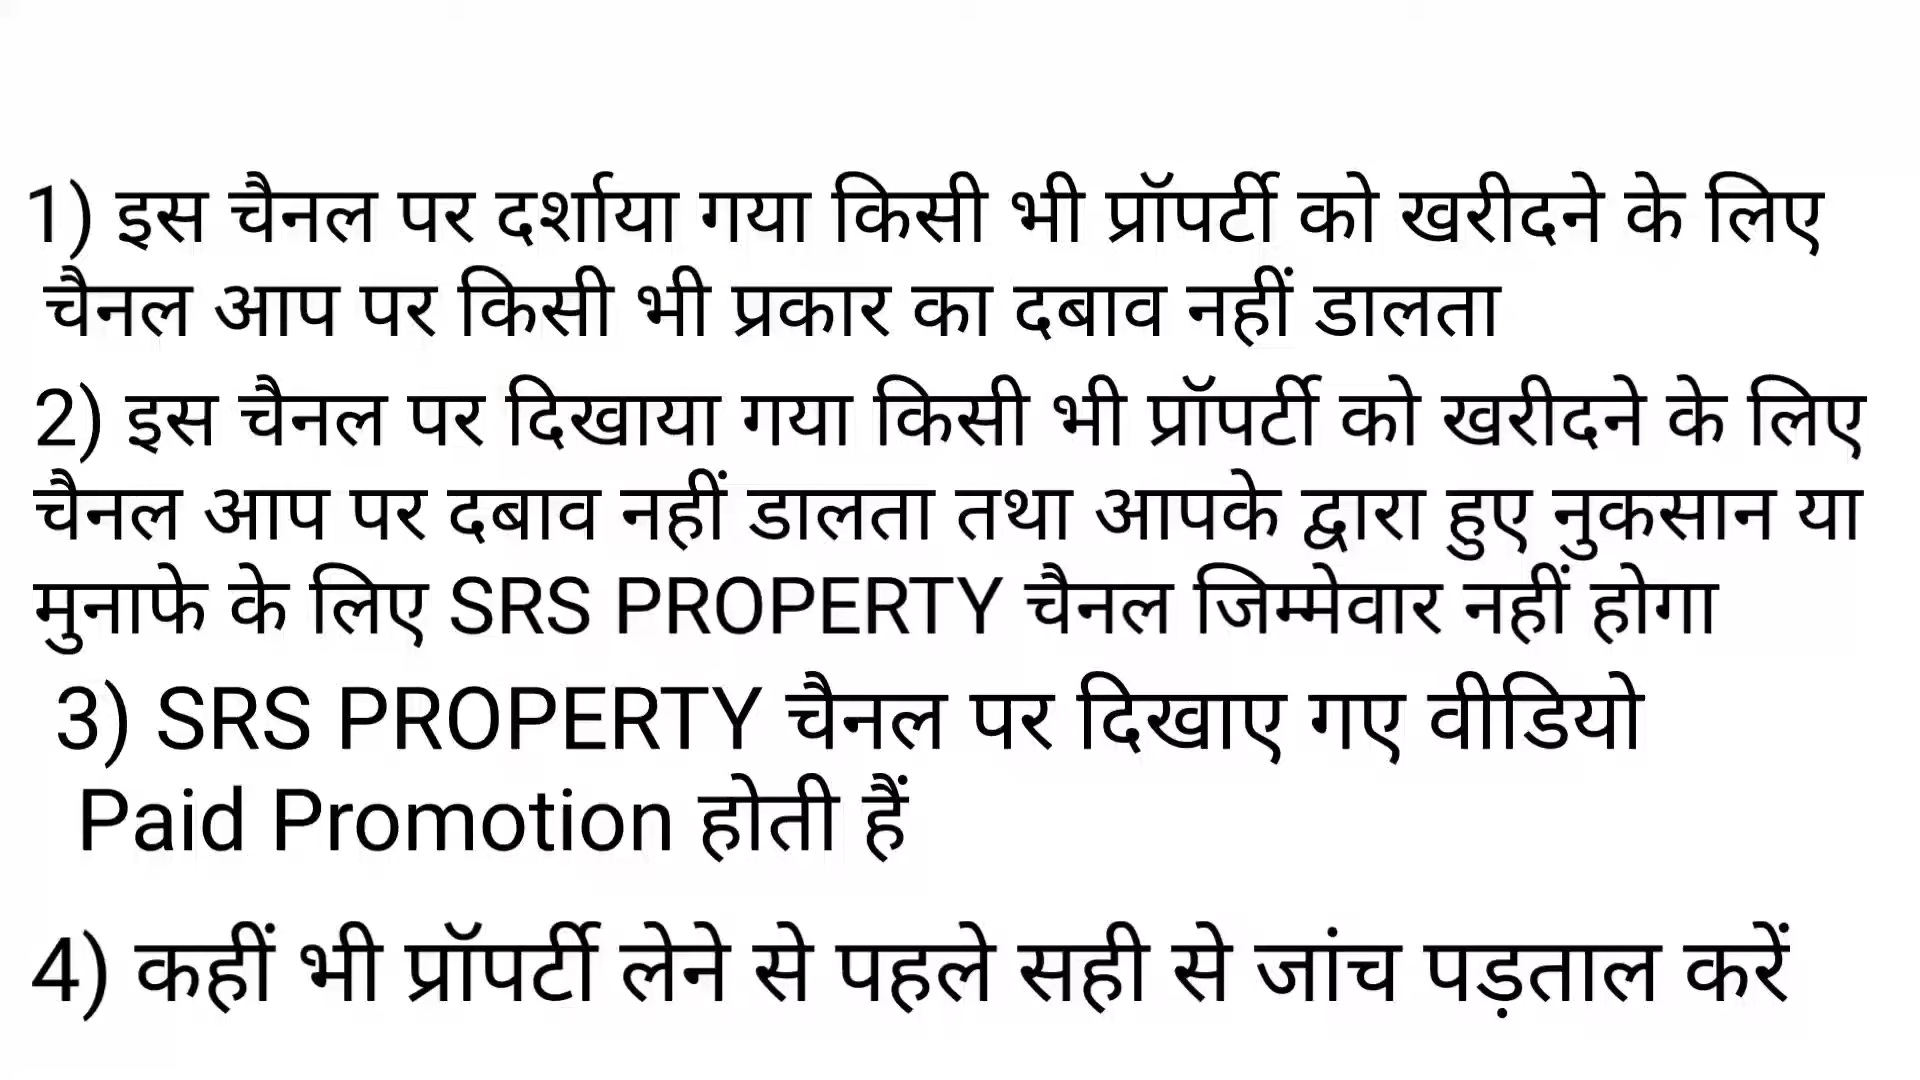 1) इस चैनल पर दर्शाया गया किसी भी प्रॉपर्टी को खरीदने के लिए
चैनल आप पर किसी भी प्रकार का दबाव नहीं डालता
2) इस चैनल पर दिखाया गया किसी भी प्रॉपर्टी को खरीदने के लिए
चैनल आप पर दबाव नहीं डालता तथा आपके द्वारा हुए नुकसान या
मुनाफे के लिए SRS PROPERTY चैनल जिम्मेवार नहीं होगा
3) SRS PROPERTY चैनल पर दिखाए गए वीडियो
Paid Promotion होती हैं
4) कहीं भी प्रॉपर्टी लेने से पहले सही से जांच पड़ताल करें